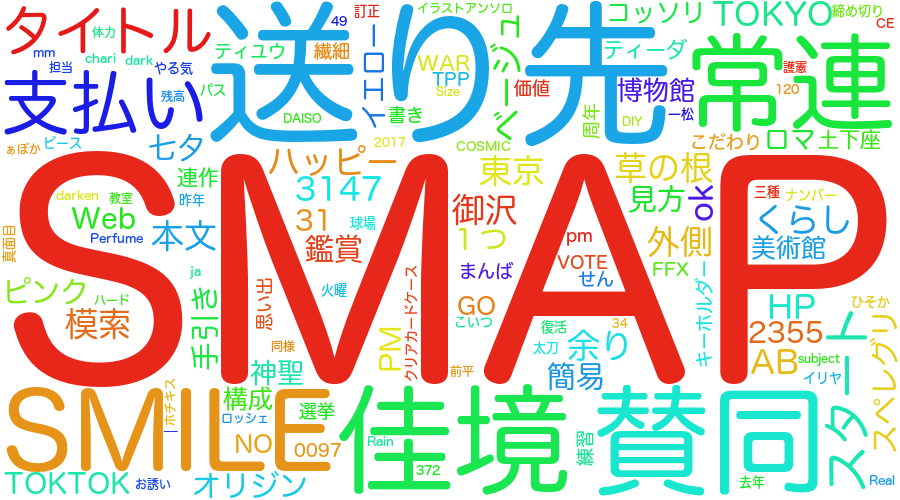 タイトル
送り先
常連
コッソリ
TOKYO
締め切り
CE
訂正
49
イラストアンソロ
体力
mm
担当
chari
dark
やる気
ティユウ
繊細
イエロー
WAR
TPP
Size
ベージュ
価値
ティーダ
博物館
護憲
120
支払い
残高
パス
DAISO
書き
2017
COSMIC
周年
DIY
一松
こだわり
ロマ
土下座
ぁぽか
ピース
七夕
ハッピー
東京
草の根
連作
3147
darken
教室
昨年
Web
Perfume
本文
31
球場
鑑賞
御沢
1つ
見方
ok
三種
ナンバー
くらし
美術館
真面目
SMAP
pm
VOTE
せん
FFX
外側
まんば
ja
ピンク
ハード
手引き
思い出
火曜
模索
PM
クリアカードケース
GO
こいつ
復活
34
太刀
余り
キーホルダー
HP
2355
ひそか
スタート
スペレグリ
同様
神聖
前平
簡易
AB
subject
イリヤ
SMILE
ホチキス
構成
ロッシェ
選挙
NO
0097
佳境
Rain
372
練習
賛同
去年
Real
TOKTOK
お誘い
オリジン